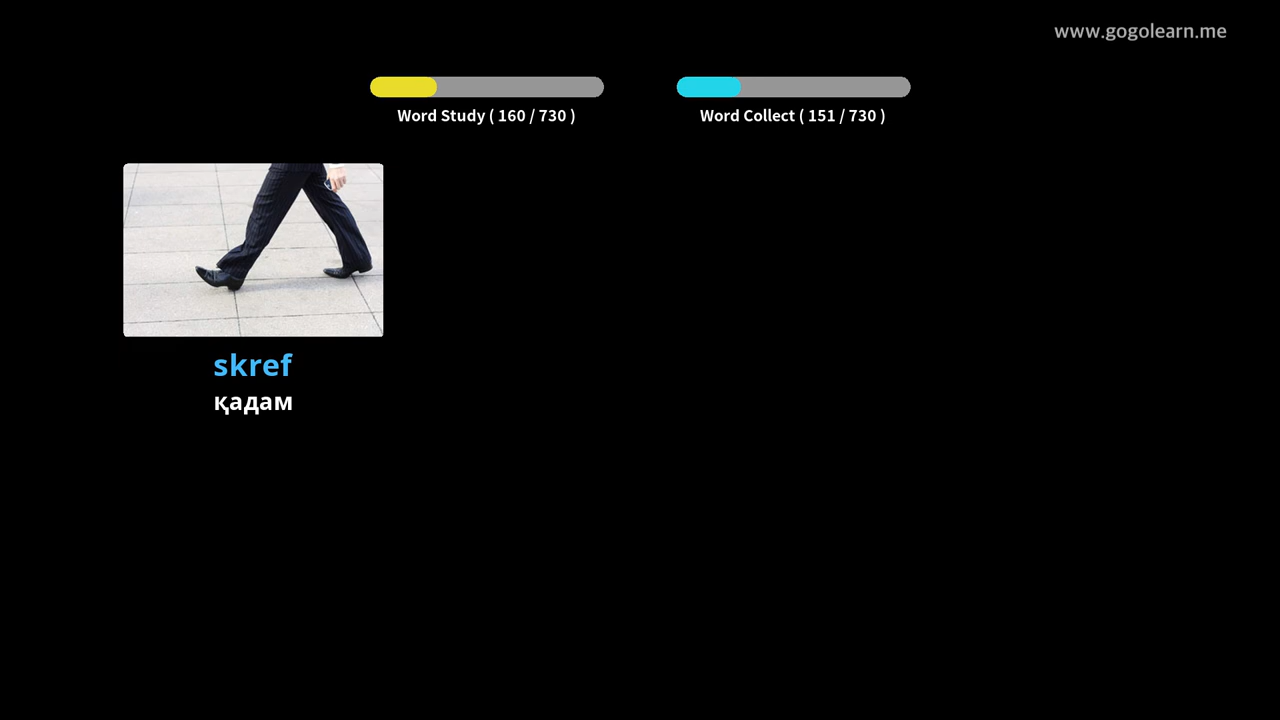 www.gogolearn.me
Word Study ( 160 / 730 )
Word Collect ( 151 / 730 )
skref
қадам